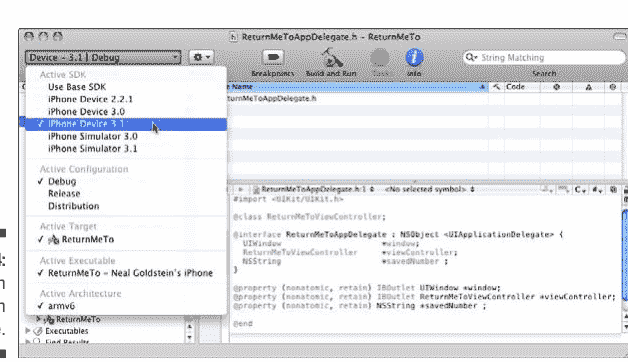 ReturnMeToAppDelegate.h - ReturnMeTo
Device - 3.1 | Debug
Breakpoints
Build and Run
Tasks
Info
String Matching
Search
Active SDK
Use Base SDK
iPhone Device 2.2.1
iPhone Device 3.0
✓ iPhone Device 3.1
iPhone Simulator 3.0
iPhone Simulator 3.1
Active Configuration
✓ Debug
Release
Distribution
Active Target
✓ ReturnMeTo
Active Executable
✓ ReturnMeTo - Neal Goldstein's iPhone
Active Architecture
✓ armv6
ReturnMeTo
Executables
Find Results
Name
Code
turnMeToAppDelegate.h
ReturnMeToAppDelegate.h:1
<No selected symbol>
C
#
#import <UIKit/UIKit.h>
@class ReturnMeToViewController;
@interface ReturnMeToAppDelegate : NSObject <UIApplicationDelegate> {
UIWindow *window;
ReturnMeToViewController *viewController;
NSString *savedNumber ;
}
@property (nonatomic, retain) IBOutlet UIWindow *window;
@property (nonatomic, retain) IBOutlet ReturnMeToViewController *viewController;
@property (nonatomic, retain) NSString *savedNumber ;
@end